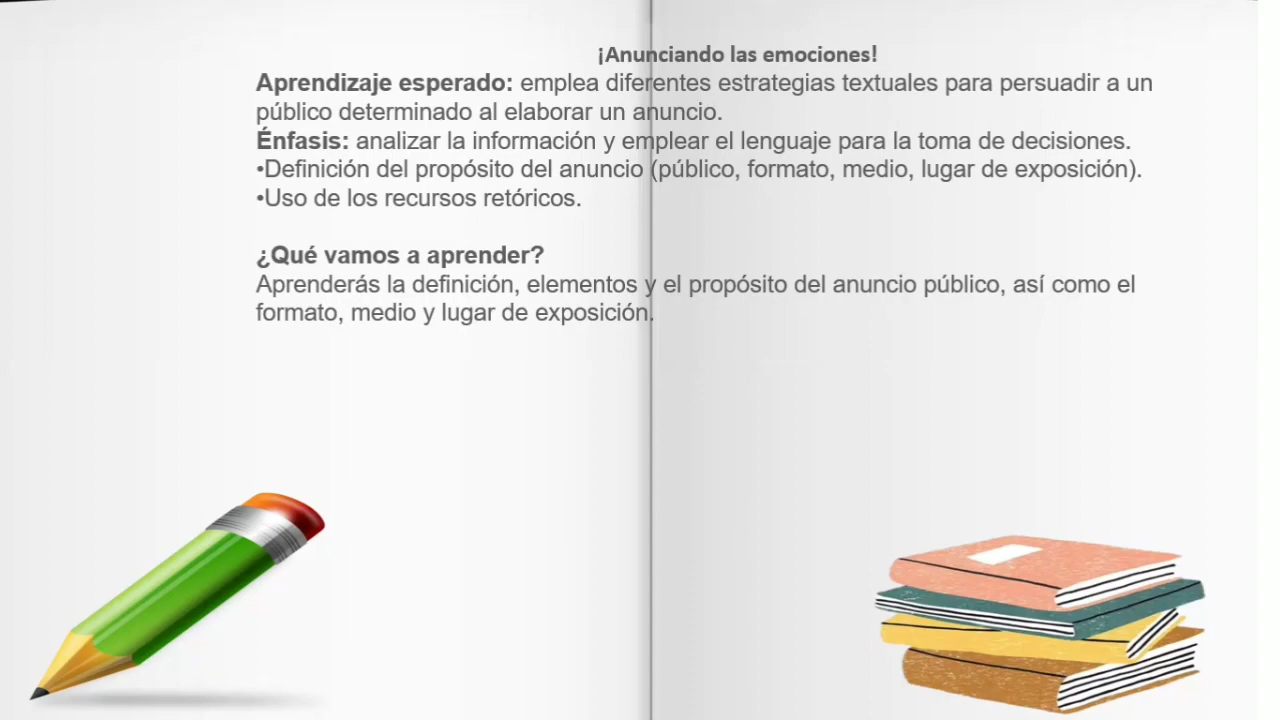 ¡Anunciando las emociones!
Aprendizaje esperado: emplea diferentes estrategias textuales para persuadir a un
público determinado al elaborar un anuncio.
Énfasis: analizar la información y emplear el lenguaje para la toma de decisiones.
•Definición del propósito del anuncio (público, formato, medio, lugar de exposición).
•Uso de los recursos retóricos.
¿Qué vamos a aprender?
Aprenderás la definición, elementos y el propósito del anuncio público, así como el
formato, medio y lugar de exposición.